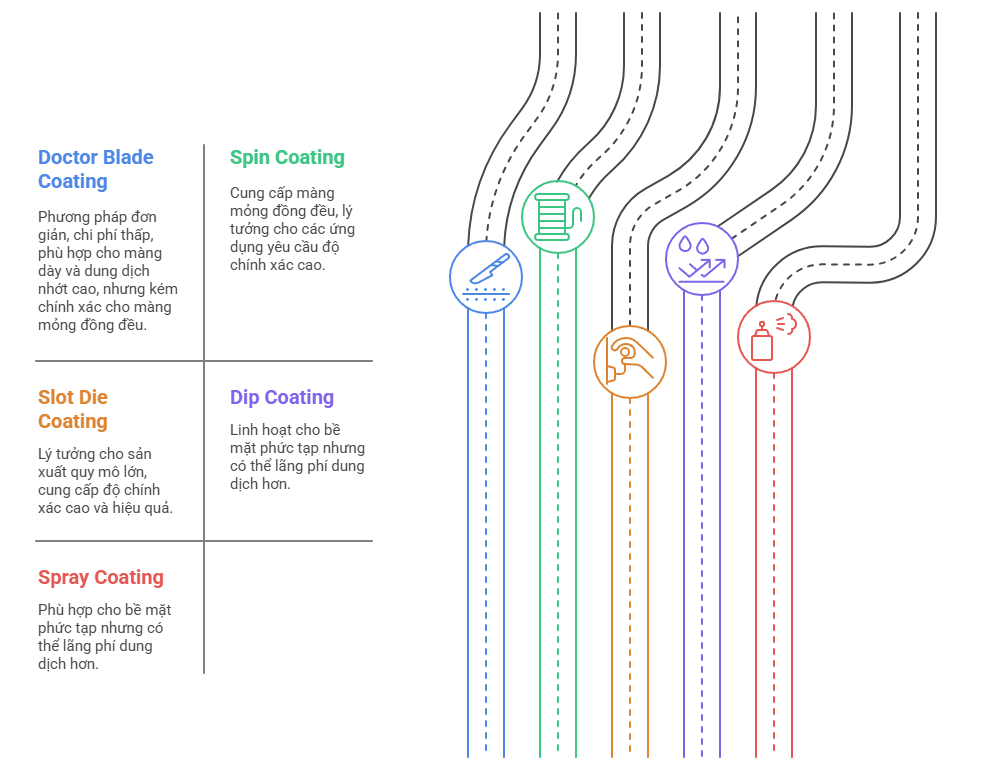 Doctor Blade
Coating
Phương pháp đơn
giản, chi phí thấp,
phù hợp cho màng
dày và dung dịch
nhớt cao, nhưng kém
chính xác cho màng
mỏng đồng đều.
Spin Coating
Cung cấp màng
mỏng đồng đều, lý
tưởng cho các ứng
dụng yêu cầu độ
chính xác cao.
Slot Die
Coating
Lý tưởng cho sản
xuất quy mô lớn,
cung cấp độ chính
xác cao và hiệu quả.
Dip Coating
Linh hoạt cho bề
mặt phức tạp nhưng
có thể lãng phí dung
dịch hơn.
Spray Coating
Phù hợp cho bề mặt
phức tạp nhưng có
thể lãng phí dung
dịch hơn.